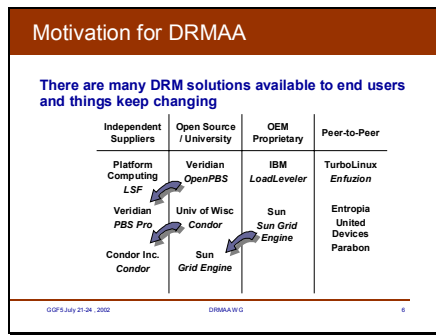 Motivation for DRMAA
There are many DRM solutions available to end users
and things keep changing
Independent
Suppliers
Open Source
/ University
OEM
Proprietary
Peer-to-Peer
Platform
Computing
LSF
Veridian
OpenPBS
IBM
LoadLeveler
TurboLinux
Enfuzion
Veridian
PBS Pro
Univ of Wisc
Condor
Sun
Sun Grid
Engine
Entropia
United
Devices
Parabon
Condor Inc.
Condor
Sun
Grid Engine
GGF5 July 21-24 , 2002
DRMAA WG
6